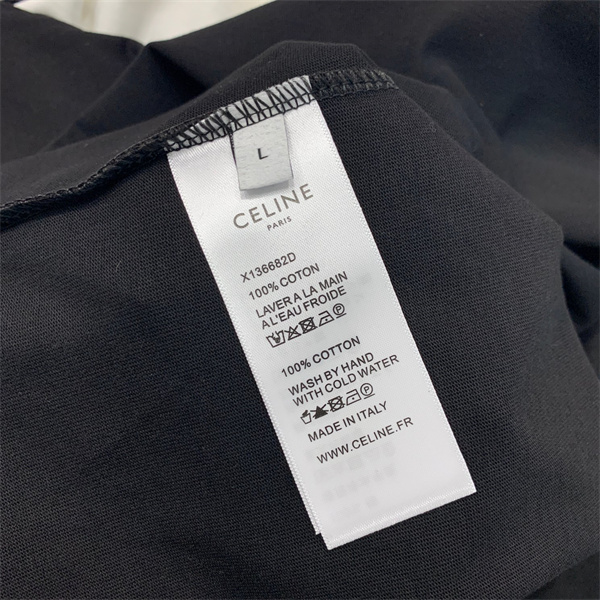 L
CELINE
PARIS
X136682D
100% COTON
LAVER A LA MAIN
A L'EAU FROIDE
100% COTTON
WASH BY HAND
WITH COLD WATER
MADE IN ITALY
WWW.CELINE.FR